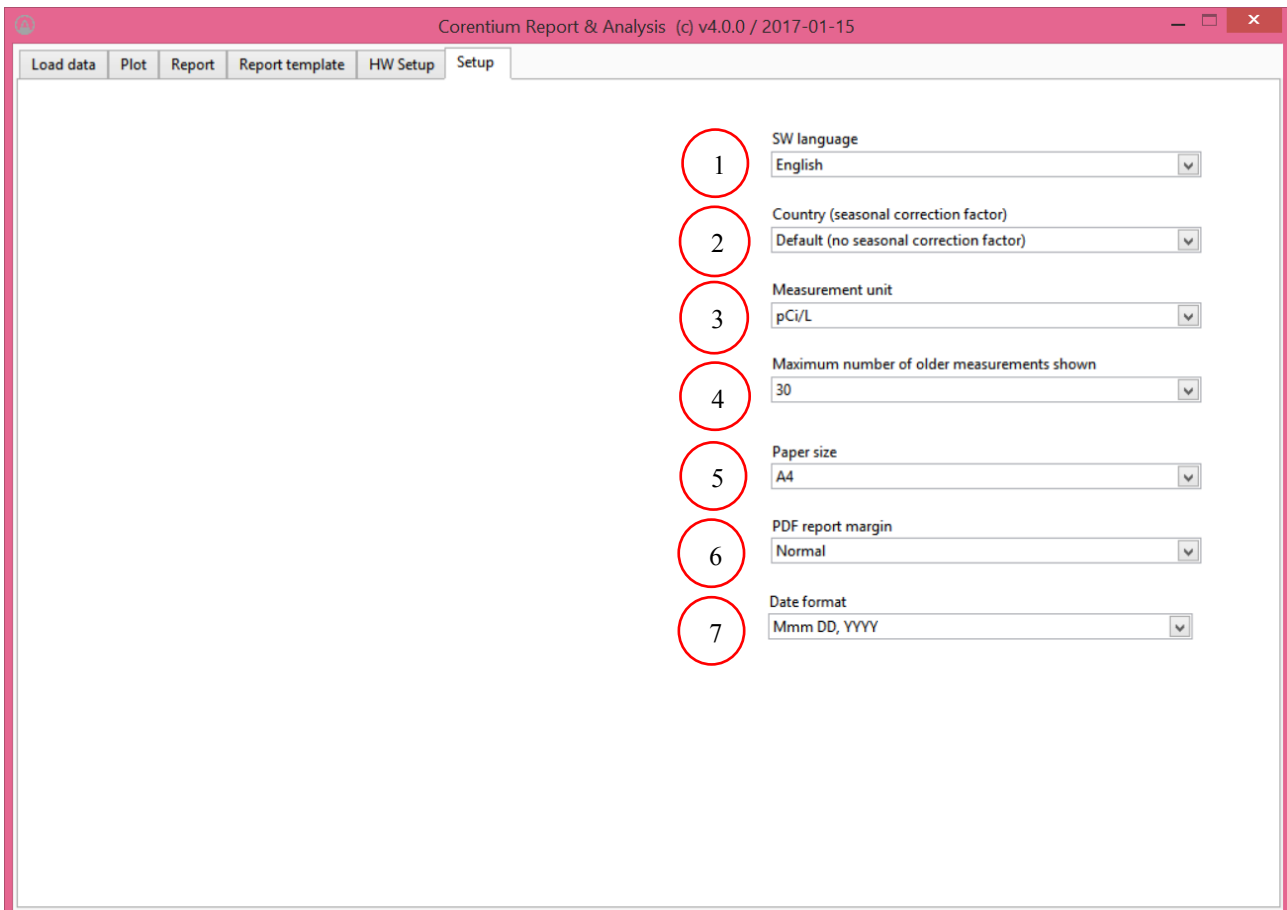 Corentium Report & Analysis (c) v4.0.0 / 2017-01-15
Load data Plot Report Report template HW Setup Setup
SW language
1 English
Country (seasonal correction factor)
2 Default (no seasonal correction factor)
Measurement unit
3 pCi/L
Maximum number of older measurements shown
4 30
Paper size
5 A4
PDF report margin
6 Normal
Date format
7 Mmm DD, YYYY